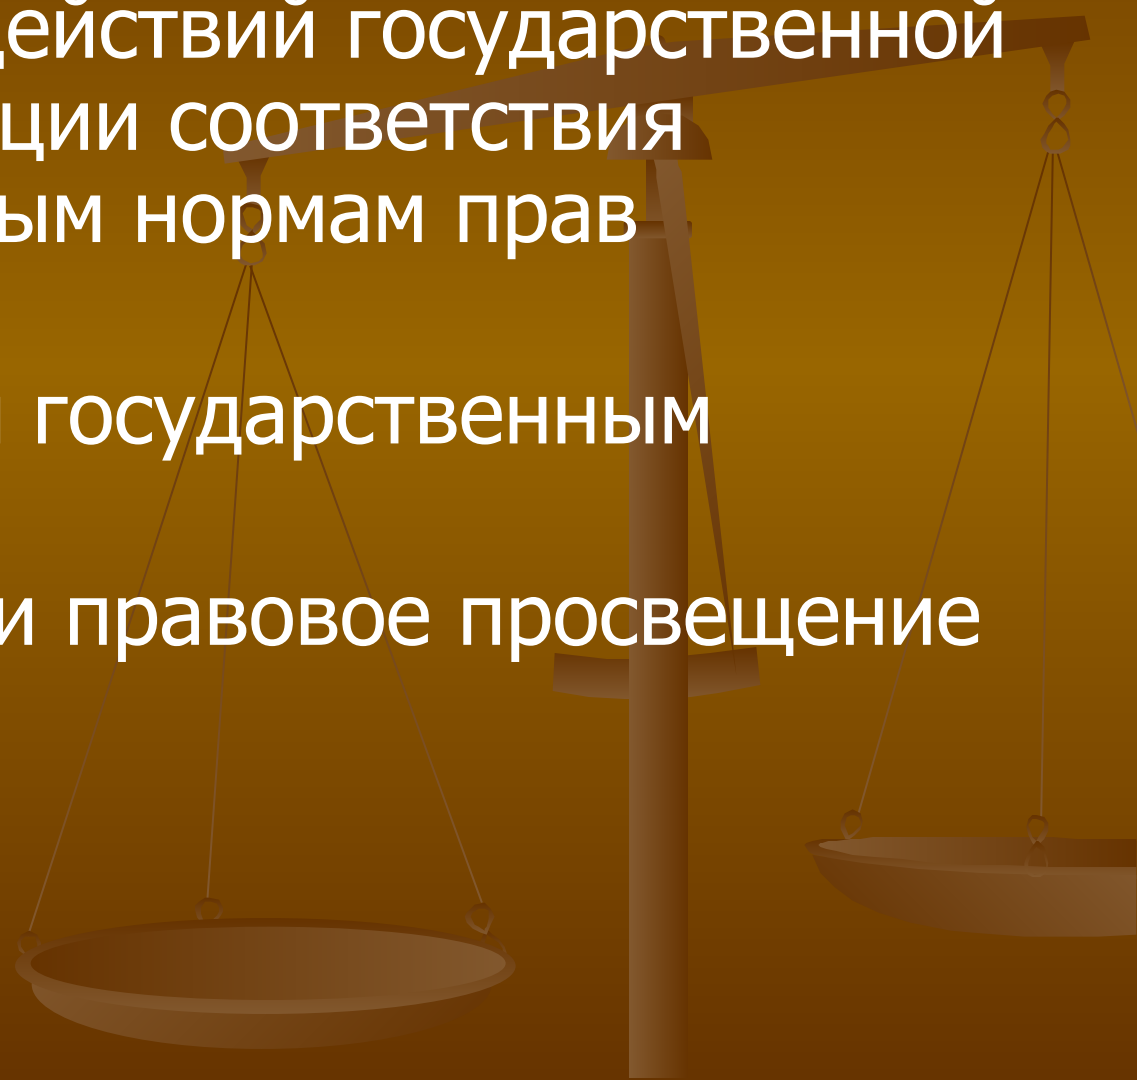 действий государственной
ции соответствия
ым нормам прав
государственным
и правовое просвещение